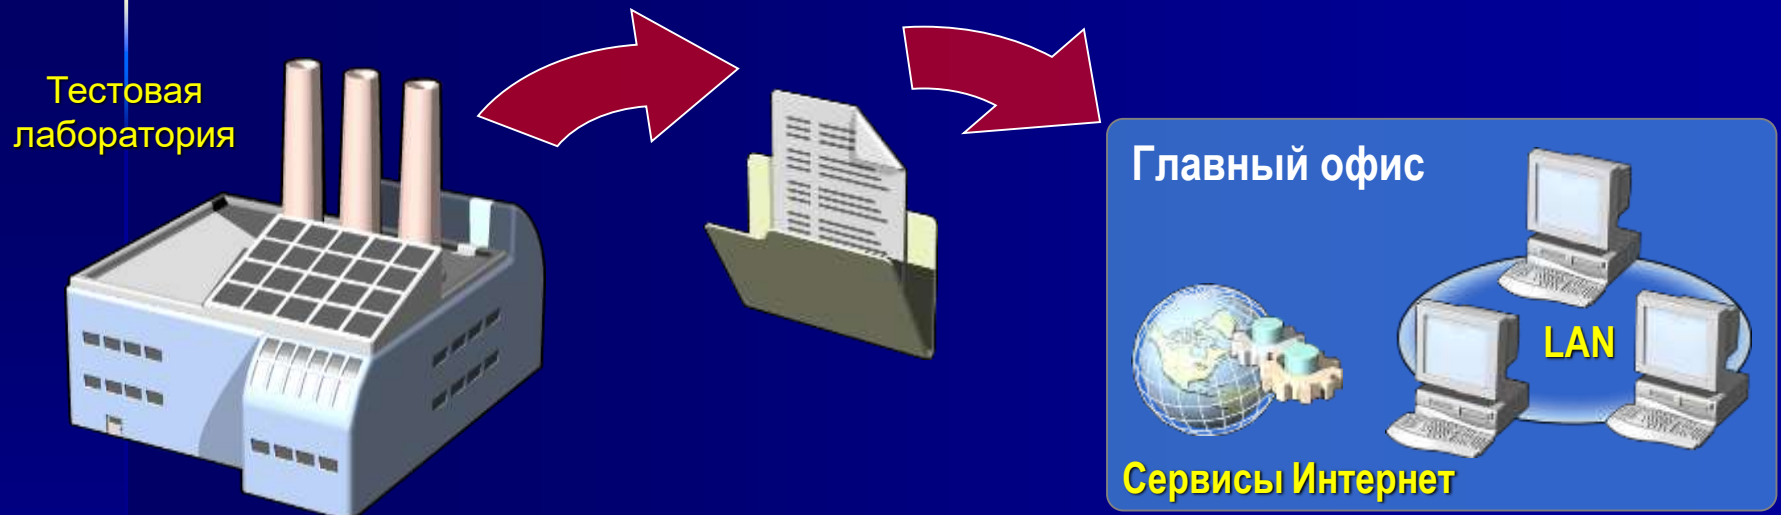 Тестовая
лаборатория
Главный офис
LAN
Сервисы Интернет